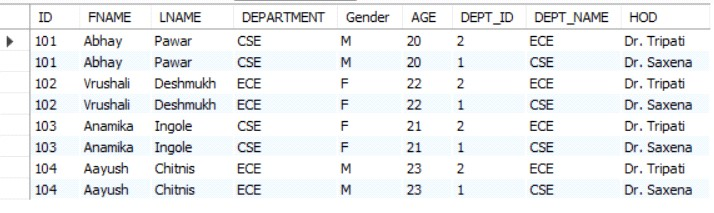 ID FNAME LNAME DEPARTMENT Gender AGE DEPT_ID DEPT_NAME HOD
101 Abhay Pawar CSE M 20 2 ECE Dr. Tripati
101 Abhay Pawar CSE M 20 1 CSE Dr. Saxena
102 Vrushali Deshmukh ECE F 22 2 ECE Dr. Tripati
102 Vrushali Deshmukh ECE F 22 1 CSE Dr. Saxena
103 Anamika Ingole CSE F 21 2 ECE Dr. Tripati
103 Anamika Ingole CSE F 21 1 CSE Dr. Saxena
104 Aayush Chitnis ECE M 23 2 ECE Dr. Tripati
104 Aayush Chitnis ECE M 23 1 CSE Dr. Saxena